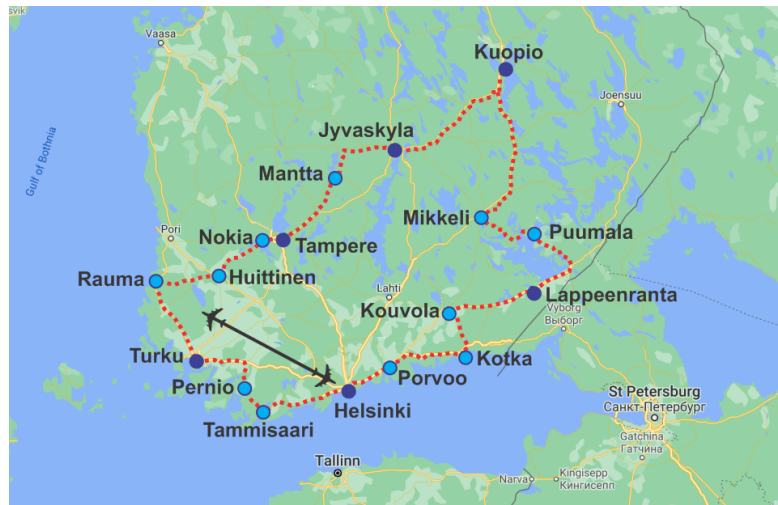 svik
Vaasa
Kuopio
Joensuu
Jyvaskyla
Gulf of Bothnia
Mantta
Mikkeli
Puumala
Pori
Nokia
Tampere
Rauma
Huittinen
Lahti
Lappeenranta
Kouvola
Vyborg
Выборг
Turku
Kotka
Pernio
Porvoo
Helsinki
St Petersburg
Санкт-Петербург
Tammisaari
Gatchina
Гатчина
Tallinn
Narva
Kingisepp
Кингисепп